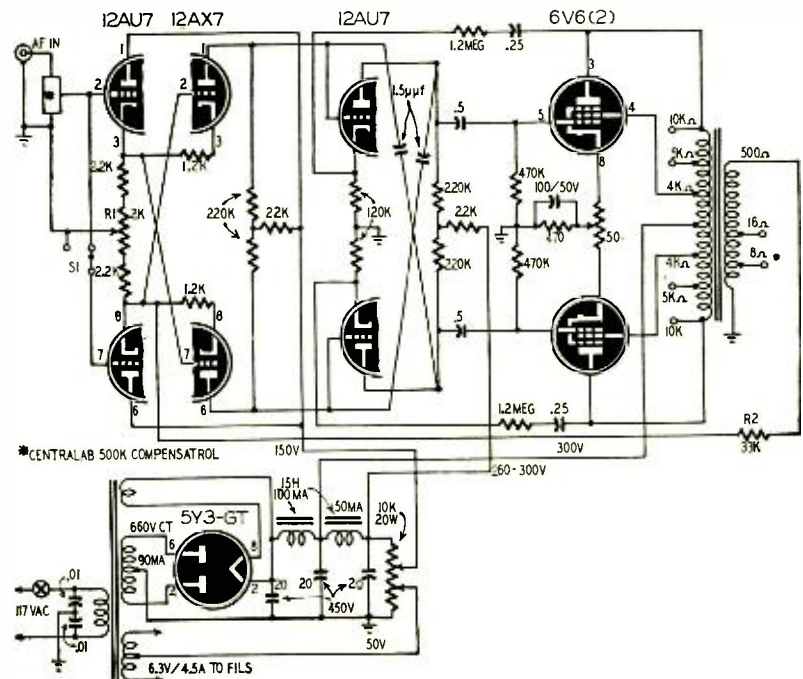 12AU7 12AX7 12AU7 6V6(2)
AF IN
1
2
3
1
2
3
1.2MEG
.25
3
4
5
8
1.5µµf
.5
10KΩ
5KΩ
4KΩ
500Ω
2.2K
1.2K
R1
2K
220K
22K
120K
220K
22K
220K
470K
100/50V
470
50
470K
16Ω
8Ω *
4KΩ
5KΩ
10K
S1
2.2K
1.2K
8
7
6
8
7
6
.5
1.2MEG
.25
R2
33K
*CENTRALAB 500K COMPENSATROL
150V
300V
260-300V
15H
100MA
50MA
10K
20W
5Y3-GT
660V CT
90MA
6
8
2
20
20
20
450V
.01
117VAC
.01
50V
6.3V/4.5A TO FILS